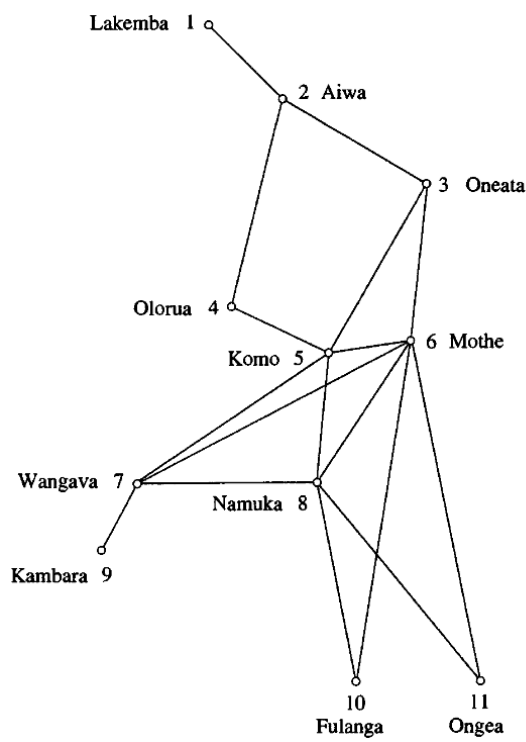 Lakemba 1
2 Aiwa
3 Oneata
Olorua 4
Komo 5
6 Mothe
Wangava 7
Namuka 8
Kambara 9
10
Fulanga
11
Ongea